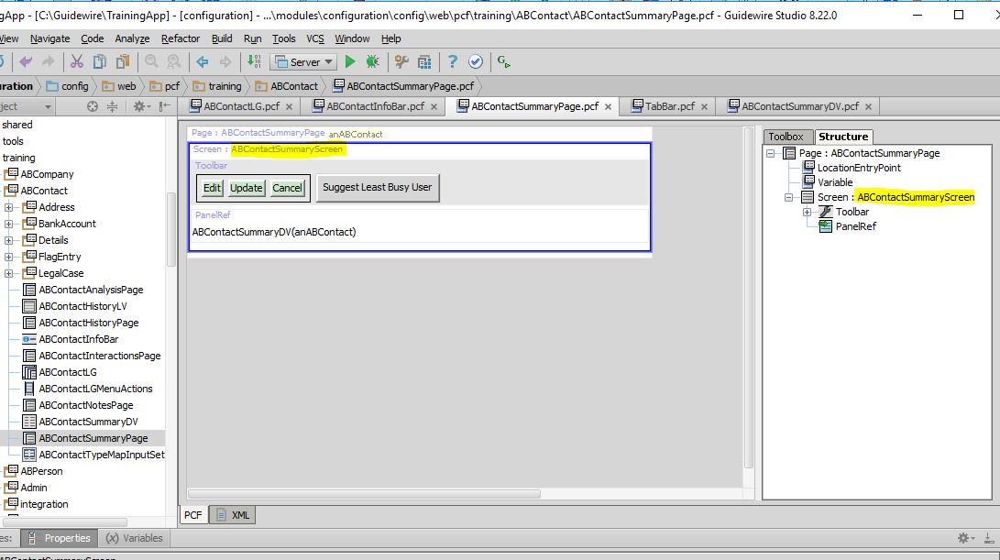 ngApp - [C:\Guidewire\TrainingApp] - [configuration] - ...\modules\configuration\config\web\pcf\training\ABContact\ABContactSummaryPage.pcf - Guidewire Studio 8.22.0
View Navigate Code Analyze Refactor Build Run Tools VCS Window Help
Server
uration config web pcf training ABContact ABContactSummaryPage.pcf
ject
ABContactLG.pcf ABContactInfoBar.pcf ABContactSummaryPage.pcf TabBar.pcf ABContactSummaryDV.pcf
shared
tools
training
ABCompany
ABContact
Address
BankAccount
Details
FlagEntry
LegalCase
ABContactAnalysisPage
ABContactHistoryLV
ABContactHistoryPage
ABContactInfoBar
ABContactInteractionsPage
ABContactLG
ABContactLGMenuActions
ABContactNotesPage
ABContactSummaryDV
ABContactSummaryPage
ABContactTypeMapInputSet
ABPerson
Admin
integration
Page : ABContactSummaryPage anABContact
Screen : ABContactSummaryScreen
Toolbar
Edit Update Cancel Suggest Least Busy User
PanelRef
ABContactSummaryDV(anABContact)
Toolbox Structure
Page : ABContactSummaryPage
LocationEntryPoint
Variable
Screen : ABContactSummaryScreen
Toolbar
PanelRef
PCF XML
es: Properties (x) Variables